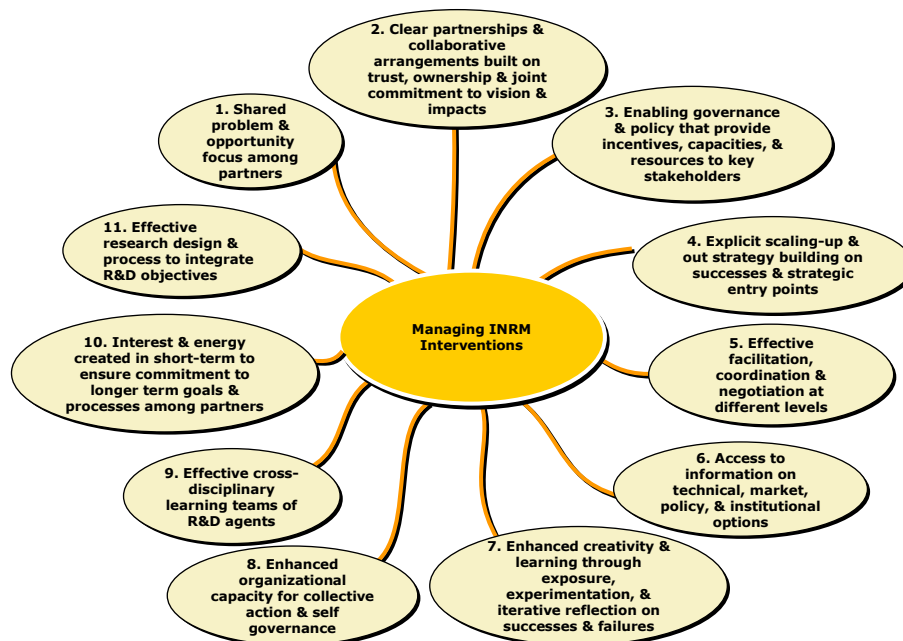 2. Clear partnerships &
collaborative
arrangements built on
trust, ownership & joint
commitment to vision &
impacts
1. Shared
problem &
opportunity
focus among
partners
3. Enabling governance
& policy that provide
incentives, capacities, &
resources to key
stakeholders
11. Effective
research design &
process to integrate
R&D objectives
4. Explicit scaling-up &
out strategy building on
successes & strategic
entry points
Managing INRM
Interventions
10. Interest & energy
created in short-term to
ensure commitment to
longer term goals &
processes among partners
5. Effective
facilitation,
coordination &
negotiation at
different levels
9. Effective cross-
disciplinary
learning teams of
R&D agents
6. Access to
information on
technical, market,
policy, & institutional
options
8. Enhanced
organizational
capacity for collective
action & self
governance
7. Enhanced creativity &
learning through
exposure,
experimentation, &
iterative reflection on
successes & failures